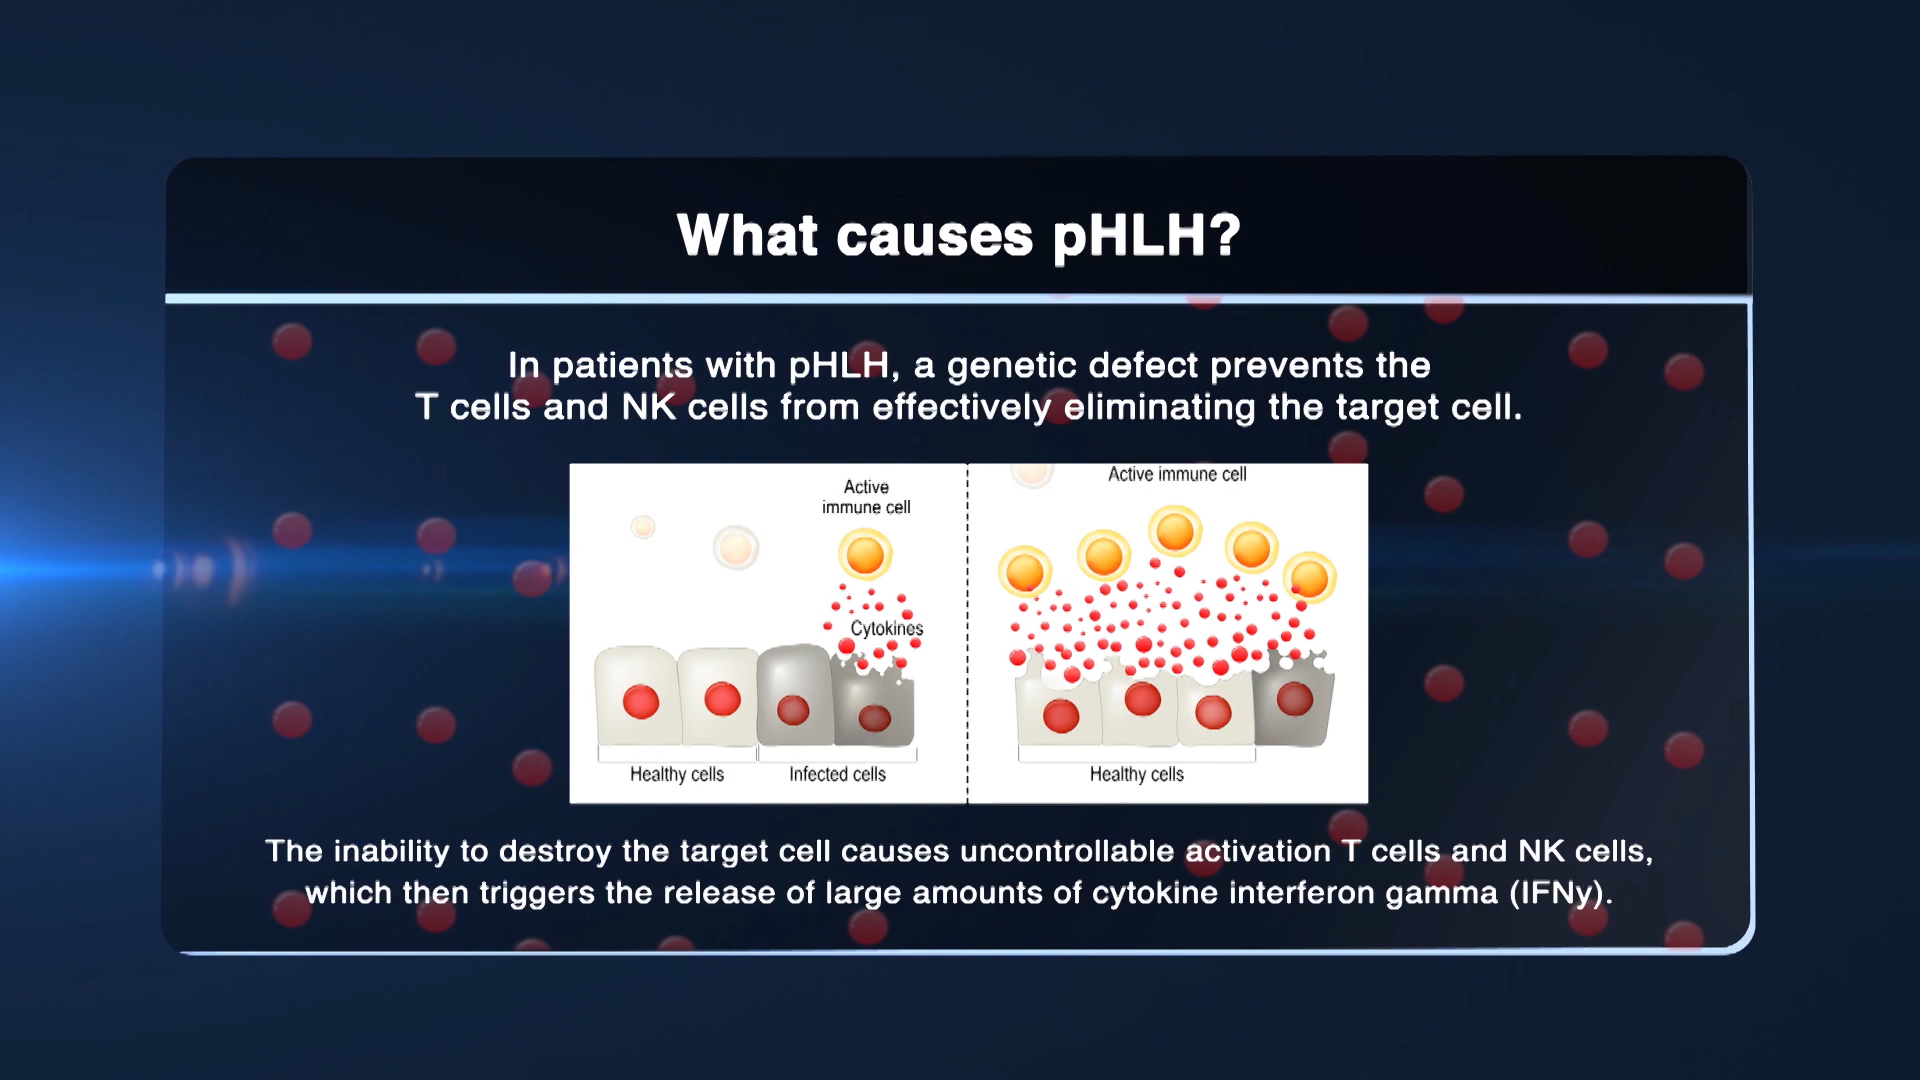 What causes pHLH?
In patients with pHLH, a genetic defect prevents the
T cells and NK cells from effectively eliminating the target cell.
Active
immune cell
Cytokines
Healthy cells
Infected cells
Active immune cell
Healthy cells
The inability to destroy the target cell causes uncontrollable activation T cells and NK cells,
which then triggers the release of large amounts of cytokine interferon gamma (IFNy).